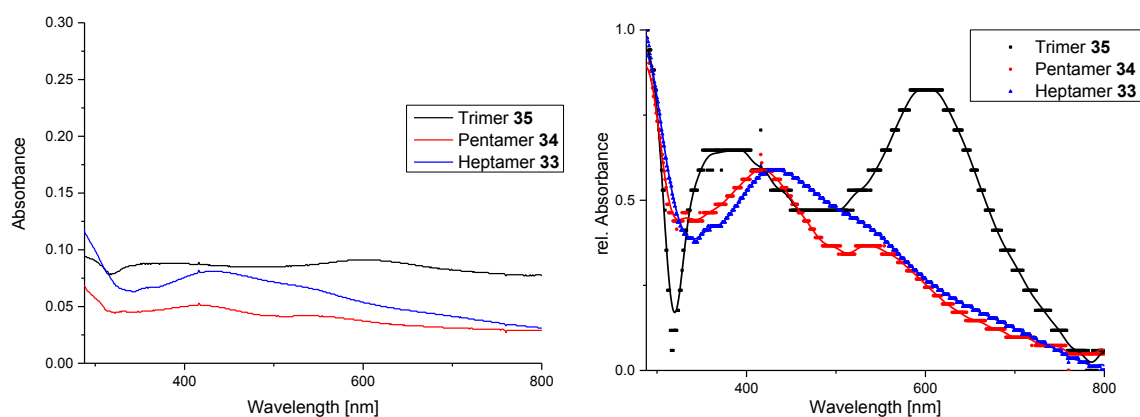 0.30
0.25
0.20
0.15
0.10
0.05
0.00
Absorbance
400
600
800
Wavelength [nm]
Trimer 35
Pentamer 34
Heptamer 33
1.0
0.5
0.0
rel. Absorbance
400
600
800
Wavelength [nm]
Trimer 35
Pentamer 34
Heptamer 33